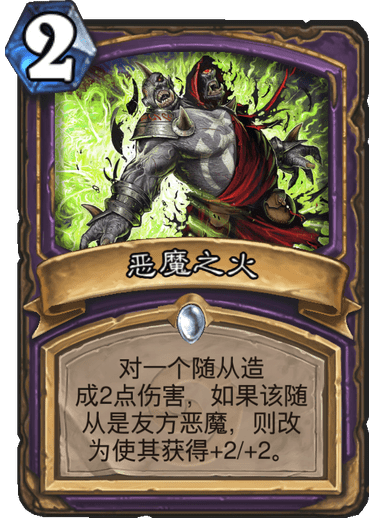 2
恶魔之火
对一个随从造
成2点伤害，如果该随
从是友方恶魔，则改
为使其获得+2/+2。